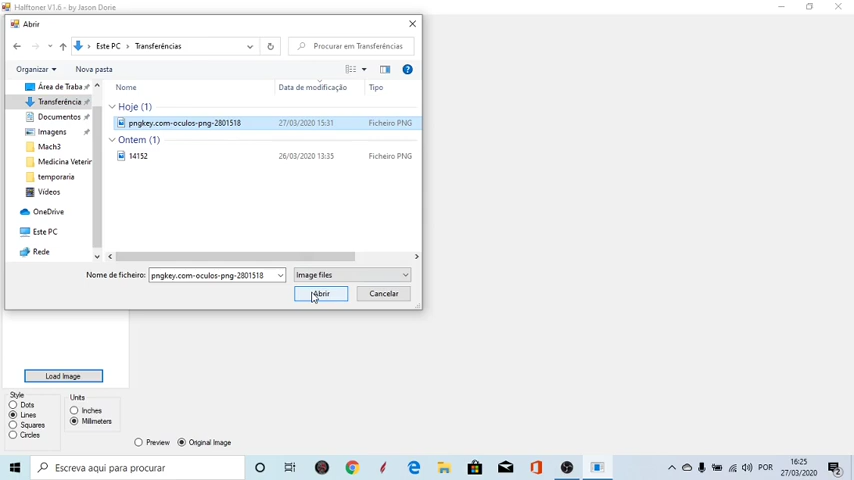 Halftoner V1.6 - by Jason Dorie
Abrir
Este PC > Transferências
Procurar em Transferências
Organizar
Nova pasta
Área de Traba
Transferência
Documentos
Imagens
Mach3
Medicina Veterin
temporaria
Vídeos
OneDrive
Este PC
Rede
Nome Data de modificação Tipo
Hoje (1)
pngkey.com-oculos-png-2801518 27/03/2020 15:31 Ficheiro PNG
Ontem (1)
14152 26/03/2020 13:35 Ficheiro PNG
Nome de ficheiro: pngkey.com-oculos-png-2801518 Image files
Abrir Cancelar
Load Image
Style
Dots
Lines
Squares
Circles
Units
Inches
Millimeters
Preview Original Image
Escreva aqui para procurar
POR
16:25
27/03/2020
2